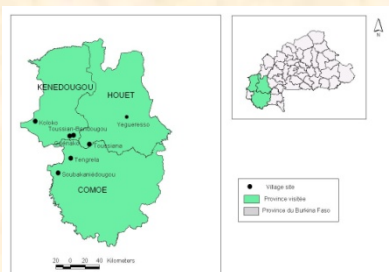 KENEDOUGOU
HOUET
Koloko
Toussian-Bandougou
Yegueresso
Toussiana
Tengrela
Soubakaniédougou
COMOE
20 0 20 40 Kilometers
N
Village site
Province visitée
Province du Burkina Faso